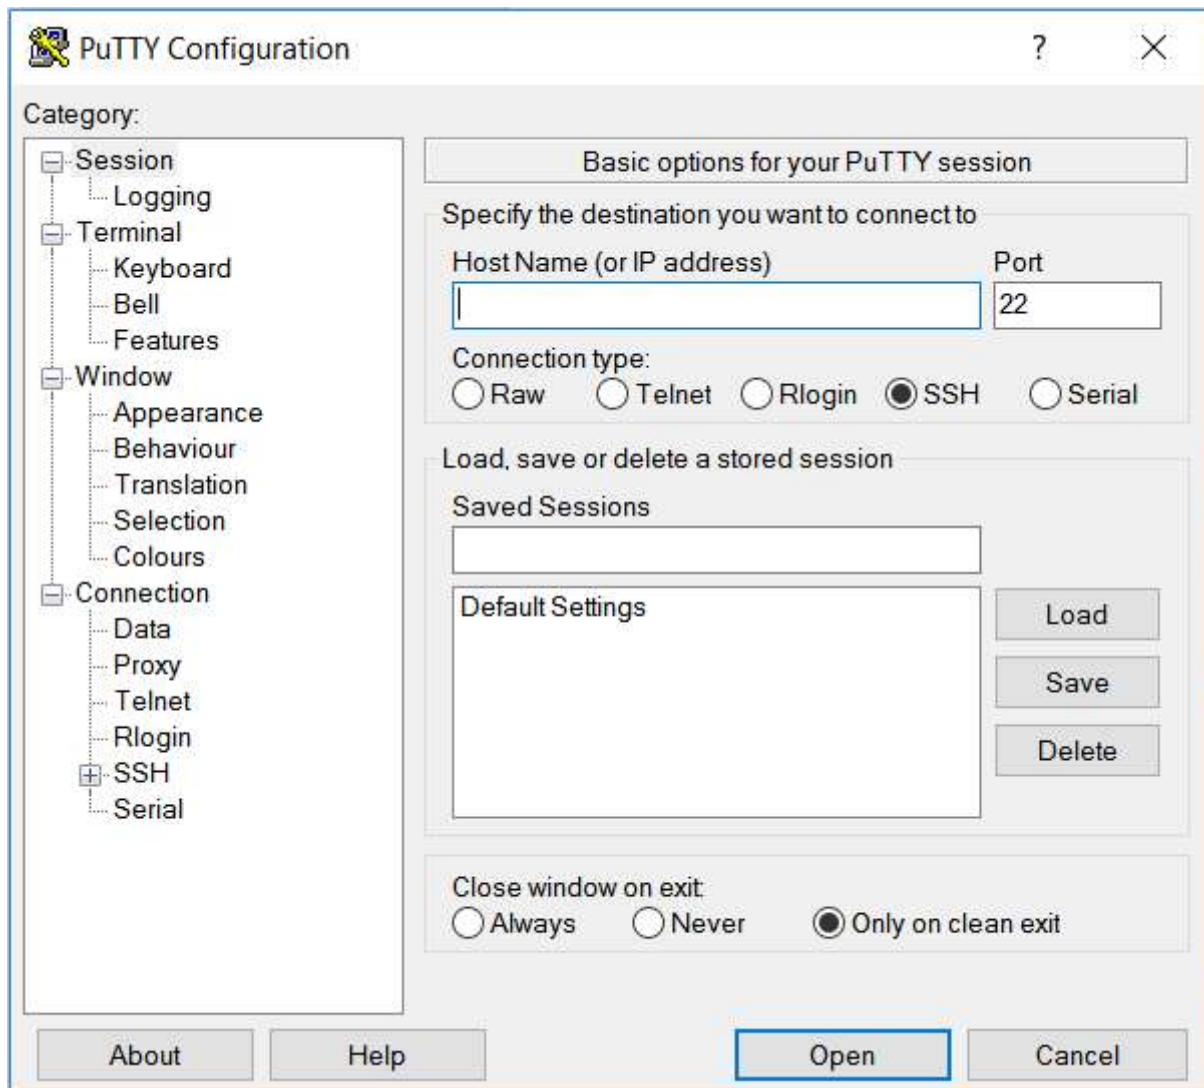 PuTTY Configuration
?
Category:
Session
Logging
Terminal
Keyboard
Bell
Features
Window
Appearance
Behaviour
Translation
Selection
Colours
Connection
Data
Proxy
Telnet
Rlogin
SSH
Serial
Basic options for your PuTTY session
Specify the destination you want to connect to
Host Name (or IP address) Port
22
Connection type:
Raw Telnet Rlogin SSH Serial
Load, save or delete a stored session
Saved Sessions
Default Settings
Load
Save
Delete
Close window on exit:
Always Never Only on clean exit
About Help Open Cancel